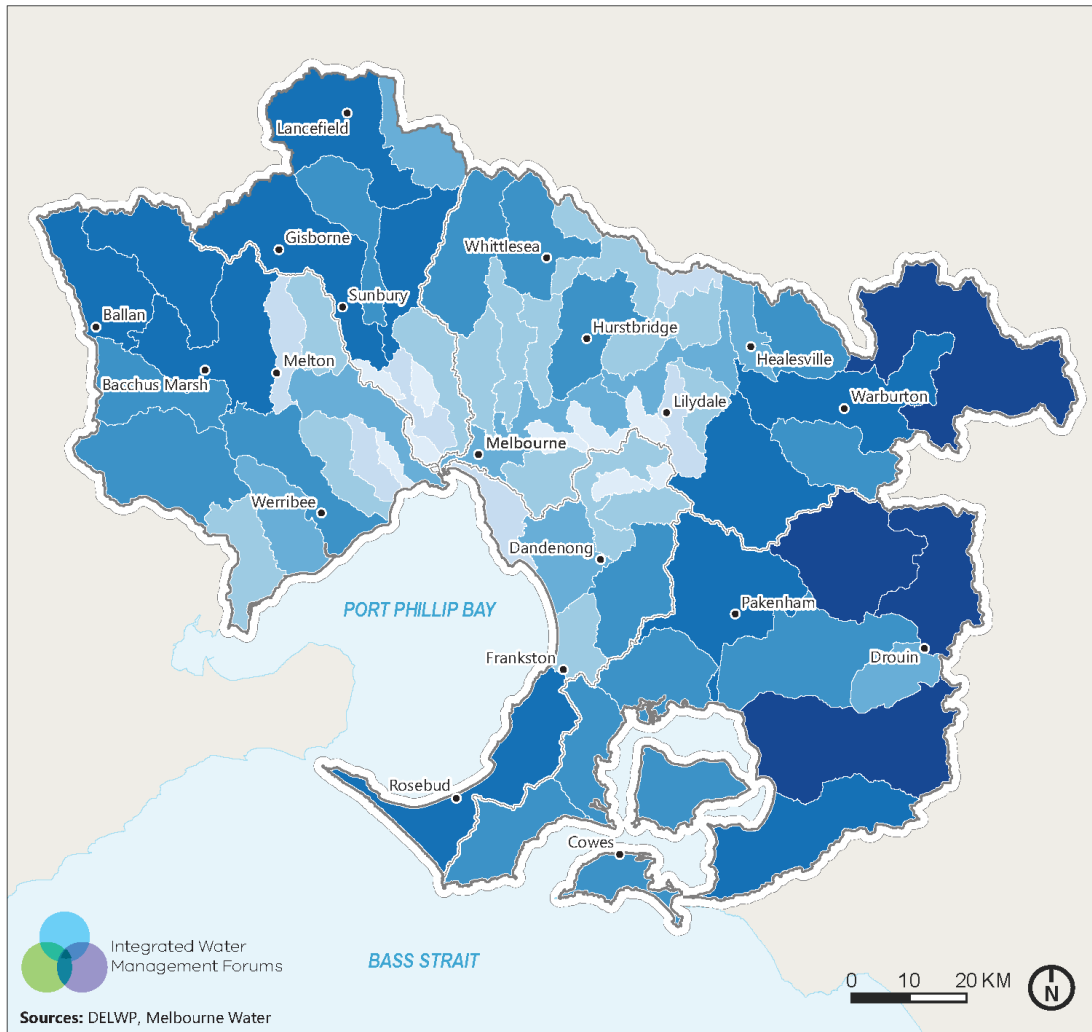 Lancefield
Gisborne
Whittlesea
Sunbury
Ballan
Hurstbridge
Healesville
Melton
Bacchus Marsh
Warburton
Lilydale
Melbourne
Werribee
Dandenong
PORT PHILLIP BAY
Pakenham
Frankston
Drouin
Rosebud
Cowes
Integrated Water
Management Forums
BASS STRAIT
0 10 20 KM
N
Sources: DELWP, Melbourne Water